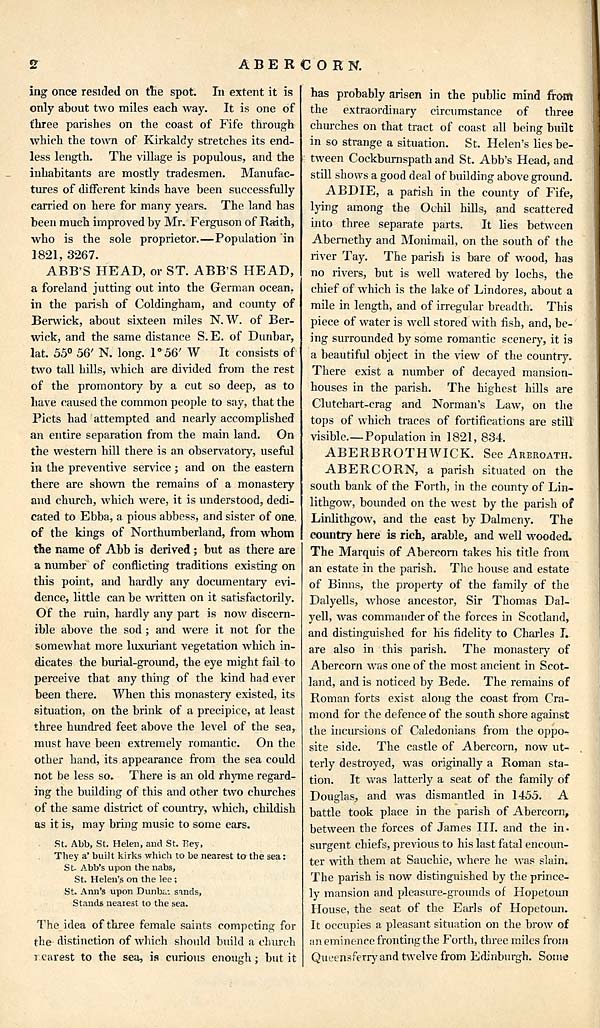 2
ABERCORN.
ing once resided on the spot. In extent it is
only about two miles each way. It is one of
three parishes on the coast of Fife through
which the town of Kirkaldy stretches its end-
less length. The village is populous, and the
inhabitants are mostly tradesmen. Manufac-
tures of different kinds have been successfully
carried on here for many years. The land has
been much improved by Mr. Ferguson of Raith,
who is the sole proprietor.—Population in
1821, 3267.
ABB'S HEAD, or ST. ABB'S HEAD,
a foreland jutting out into the German ocean,
in the parish of Coldingham, and county of
Berwick, about sixteen miles N.W. of Ber-
wick, and the same distance S.E. of Dunbar,
lat. 55° 56′ N. long. 1° 56′ W It consists of
two tall hills, which are divided from the rest
of the promontory by a cut so deep, as to
have caused the common people to say, that the
Picts had attempted and nearly accomplished
an entire separation from the main land. On
the western hill there is an observatory, useful
in the preventive service; and on the eastern
there are shown the remains of a monastery
and church, which were, it is understood, dedi-
cated to Ebba, a pious abbess, and sister of one
of the kings of Northumberland, from whom
the name of Abb is derived; but as there are
a number of conflicting traditions existing on
this point, and hardly any documentary evi-
dence, little can be written on it satisfactorily.
Of the ruin, hardly any part is now discern-
ible above the sod; and were it not for the
somewhat more luxuriant vegetation which in-
dicates the burial-ground, the eye might fail to
perceive that any thing of the kind had ever
been there. When this monastery existed, its
situation, on the brink of a precipice, at least
three hundred feet above the level of the sea,
must have been extremely romantic. On the
other hand, its appearance from the sea could
not be less so. There is an old rhyme regard-
ing the building of this and other two churches
of the same district of country, which, childish
as it is, may bring music to some ears.
St. Abb, St. Helen, and St. Bey,
They a' built kirks which to be nearest to the sea:
St. Abb's upon the nabs,
St. Helen's on the lee;
St. Ann's upon Dunbar sands,
Stands nearest to the sea.
The idea of three female saints competing for
the distinction of which should build a church
nearest to the sea, is curious enough; but it
has probably arisen in the public mind from
the extraordinary circumstance of three
churches on that tract of coast all being built
in so strange a situation. St. Helen's lies be-
tween Cockburnspath and St. Abb's Head, and
still shows a good deal of building above ground.
ABDIE, a parish in the county of Fife,
lying among the Ochil hills, and scattered
into three separate parts. It lies between
Abernethy and Monimail, on the south of the
river Tay. The parish is bare of wood, has
no rivers, but is well watered by lochs, the
chief of which is the lake of Lindores, about a
mile in length, and of irregular breadth. This
piece of water is well stored with fish, and, be-
ing surrounded by some romantic scenery, it is
a beautiful object in the view of the country.
There exist a number of decayed mansion-
houses in the parish. The highest hills are
Clutchart-crag and Norman's Law, on the
tops of which traces of fortifications are still
visible.—Population in 1821, 834.
ABERBROTHWICK. See ARBROATH.
ABERCORN, a parish situated on the
south bank of the Forth, in the county of Lin-
lithgow, bounded on the west by the parish of
Linlithgow, and the east by Dalmeny. The
country here is rich, arable, and well wooded.
The Marquis of Abercorn takes his title from
an estate in the parish. The house and estate
of Binns, the property of the family of the
Dalyells, whose ancestor, Sir Thomas Dal-
yell, was commander of the forces in Scotland,
and distinguished for his fidelity to Charles I.
are also in this parish. The monastery of
Abercorn was one of the most ancient in Scot-
land, and is noticed by Bede. The remains of
Roman forts exist along the coast from Cra-
mond for the defence of the south shore against
the incursions of Caledonians from the oppo-
site side. The castle of Abercorn, now ut-
terly destroyed, was originally a Roman sta-
tion. It was latterly a seat of the family of
Douglas, and was dismantled in 1455. A
battle took place in the parish of Abercorn,
between the forces of James III. and the in-
surgent chiefs, previous to his last fatal encoun-
ter with them at Sauchie, where he was slain.
The parish is now distinguished by the prince-
ly mansion and pleasure-grounds of Hopetoun
House, the seat of the Earls of Hopetoun.
It occupies a pleasant situation on the brow of
an eminence fronting the Forth, three miles from
Queensferry and twelve from Edinburgh. Some